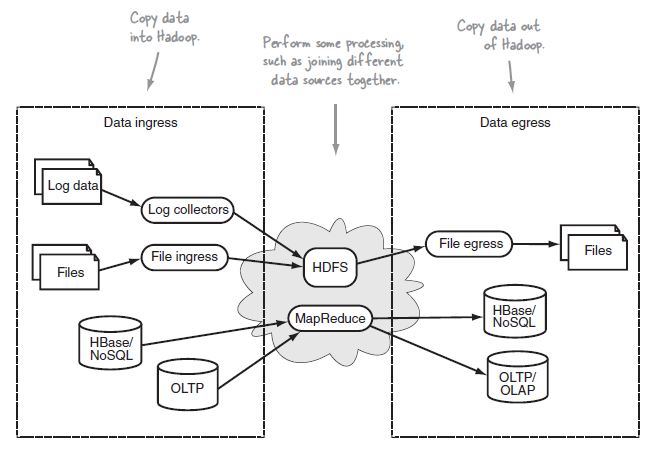 Copy data
into Hadoop.
Perform some processing,
such as joining different
data sources together.
Copy data out
of Hadoop.
Data ingress
Data egress
Log data
Log collectors
Files
File ingress
HDFS
File egress
Files
HBase/
NoSQL
OLTP
MapReduce
HBase/
NoSQL
OLTP/
OLAP